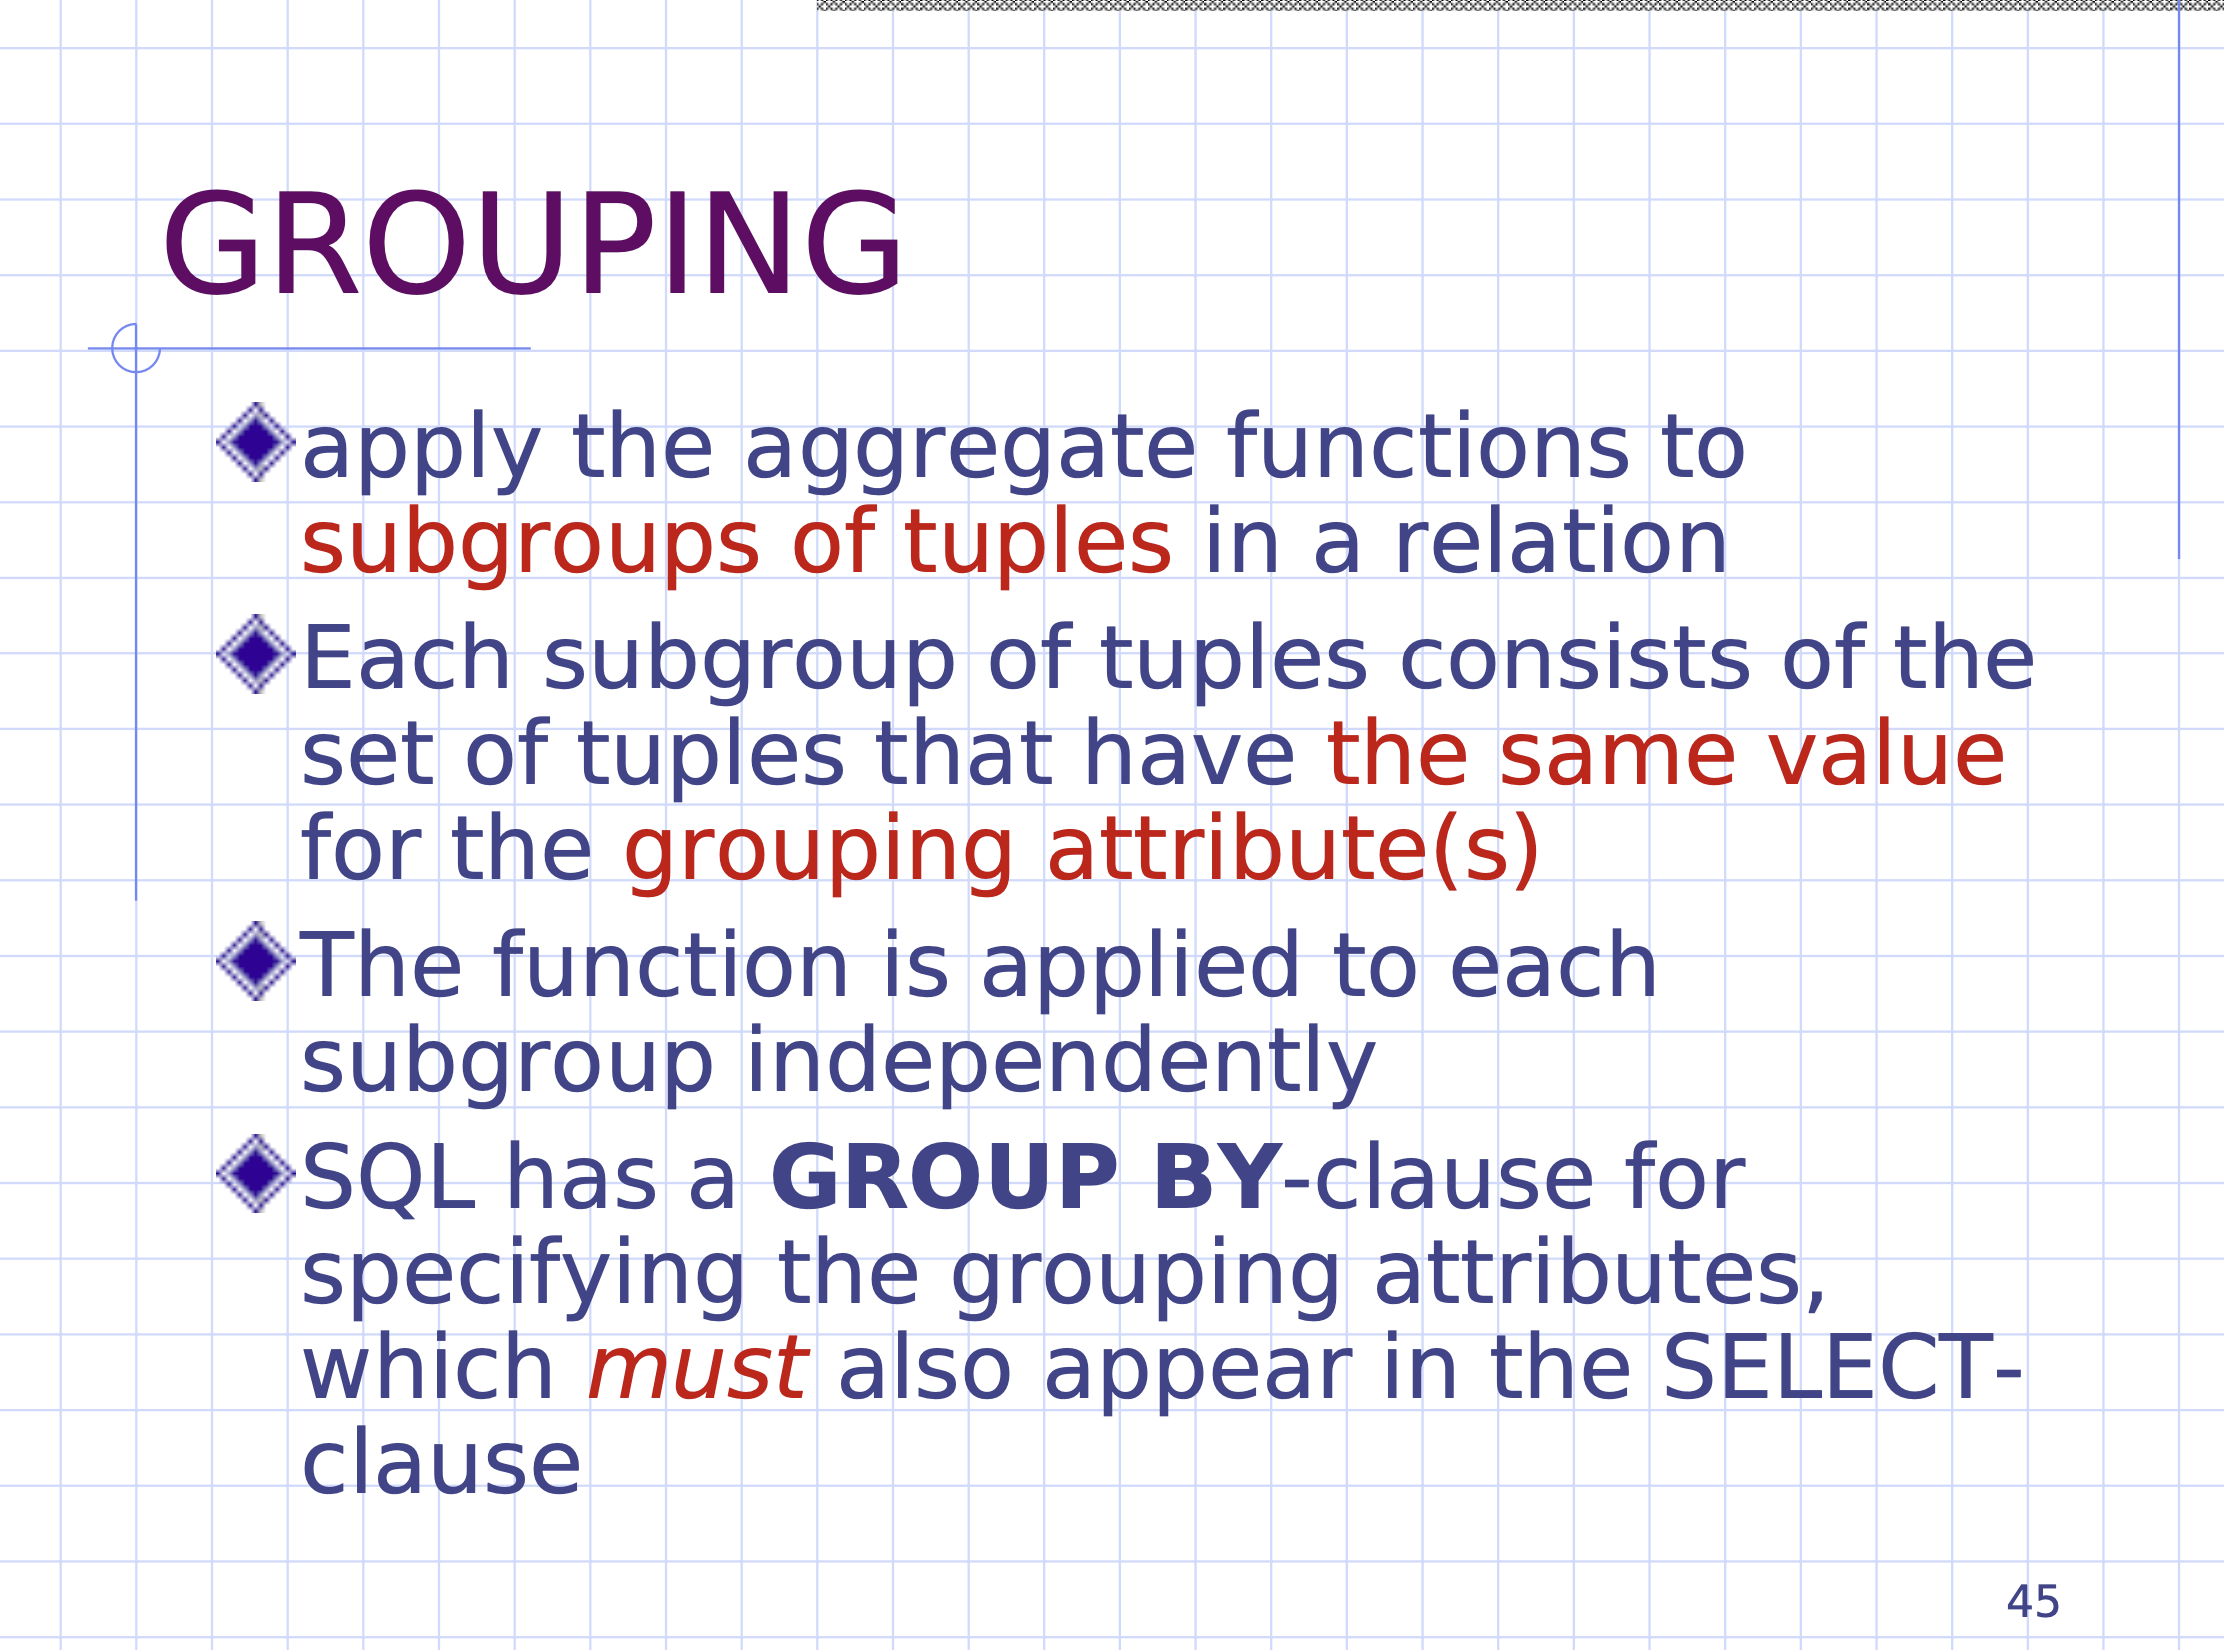 GROUPING
apply the aggregate functions to
subgroups of tuples in a relation
Each subgroup of tuples consists of the
set of tuples that have the same value
for the grouping attribute(s)
The function is applied to each
subgroup independently
SQL has a GROUP BY-clause for
specifying the grouping attributes,
which must also appear in the SELECT-
clause
45